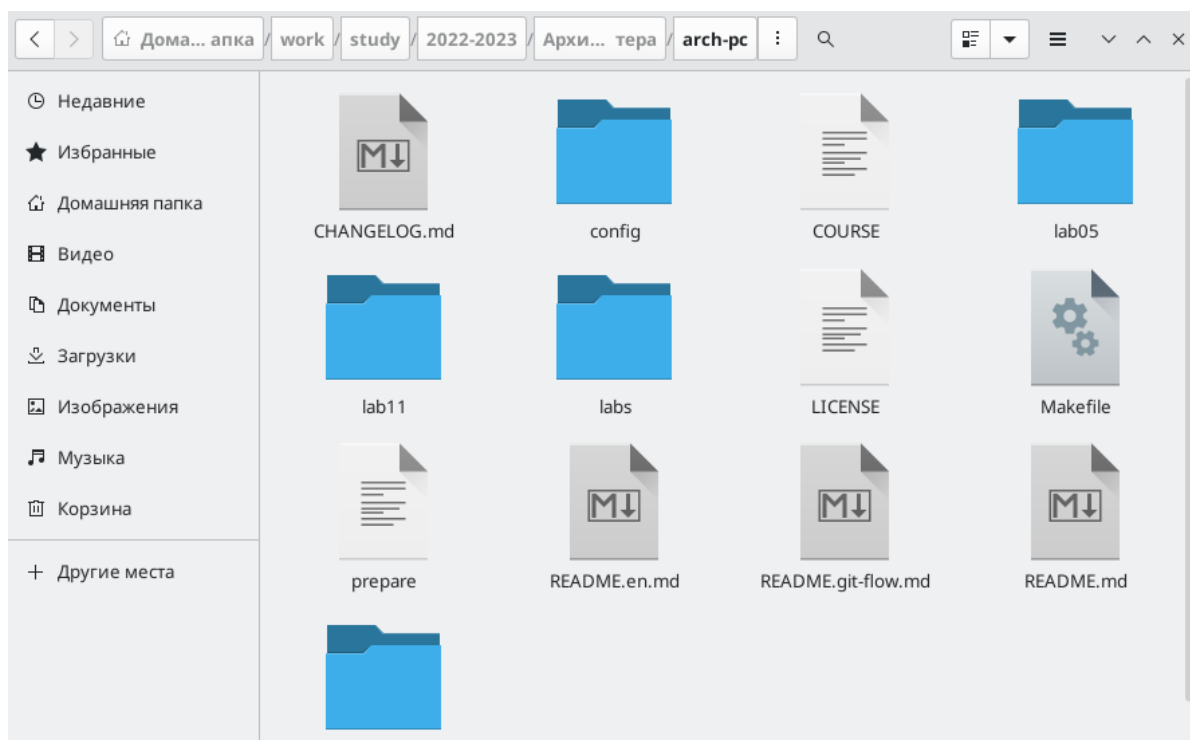 Дома... апка / work / study / 2022-2023 / Архи... тера / arch-pc
Недавние
Избранные
Домашняя папка
Видео
Документы
Загрузки
Изображения
Музыка
Корзина
+ Другие места
CHANGELOG.md config COURSE lab05
lab11 labs LICENSE Makefile
prepare README.en.md README.git-flow.md README.md